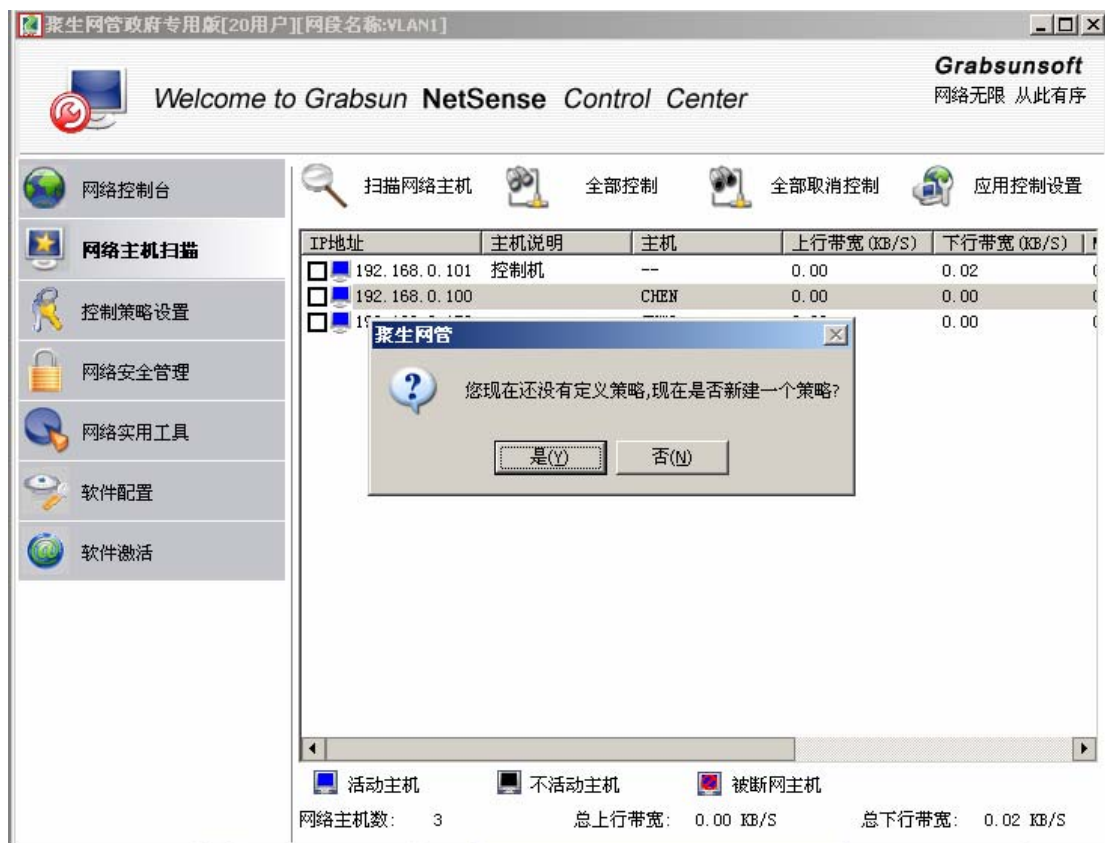 聚生网管政府专用版[20用户][网段名称:VLAN1]
Welcome to Grabsun NetSense Control Center
Grabsunsoft
网络无限 从此有序
网络控制台
网络主机扫描
控制策略设置
网络安全管理
网络实用工具
软件配置
软件激活
扫描网络主机 全部控制 全部取消控制 应用控制设置
IP地址 主机说明 主机 上行带宽(KB/S) 下行带宽(KB/S)
192.168.0.101 控制机 -- 0.00 0.02
192.168.0.100 CHEN 0.00 0.00
0.00
聚生网管
您现在还没有定义策略,现在是否新建一个策略?
是(Y) 否(N)
活动主机 不活动主机 被断网主机
网络主机数: 3 总上行带宽: 0.00 KB/S 总下行带宽: 0.02 KB/S